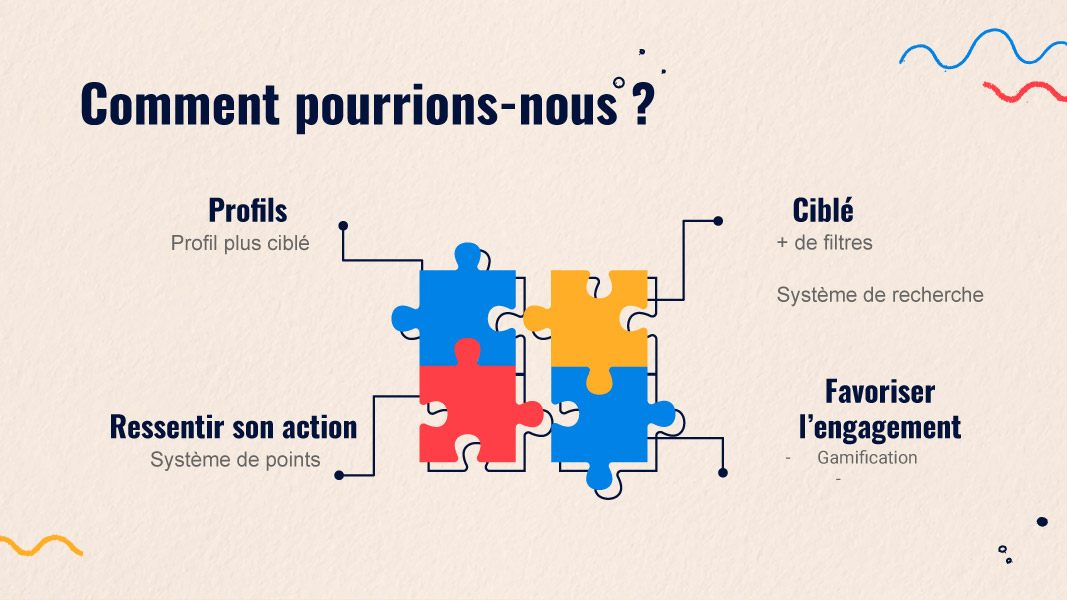 Comment pourrions-nous ?
Profils
Profil plus ciblé
Ciblé
+ de filtres
Système de recherche
Ressentir son action
Système de points
Favoriser
l’engagement
- Gamification
-